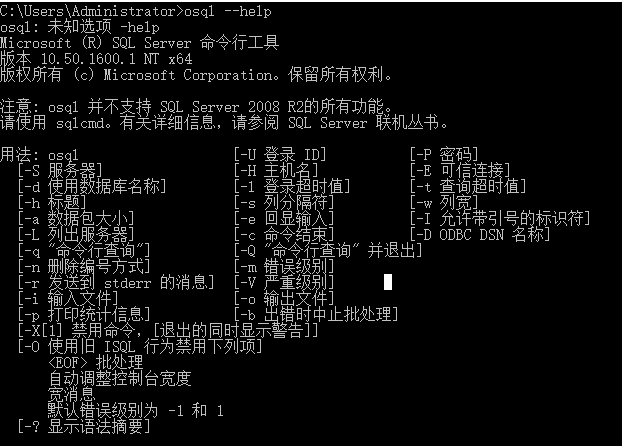 C:\Users\Administrator>osql --help
osql: 未知选项 -help
Microsoft (R) SQL Server 命令行工具
版本 10.50.1600.1 NT x64
版权所有 (c) Microsoft Corporation。保留所有权利。
注意: osql 并不支持 SQL Server 2008 R2的所有功能。
请使用 sqlcmd。有关详细信息，请参阅 SQL Server 联机丛书。
用法: osql [-U 登录 ID] [-P 密码]
[-S 服务器] [-H 主机名] [-E 可信连接]
[-d 使用数据库名称] [-l 登录超时值] [-t 查询超时值]
[-h 标题] [-s 列分隔符] [-w 列宽]
[-a 数据包大小] [-e 回显输入] [-I 允许带引号的标识符]
[-L 列出服务器] [-c 命令结束] [-D ODBC DSN 名称]
[-q "命令行查询"] [-Q "命令行查询" 并退出]
[-n 删除编号方式] [-m 错误级别]
[-r 发送到 stderr 的消息] [-V 严重级别]
[-i 输入文件] [-o 输出文件]
[-p 打印统计信息] [-b 出错时中止批处理]
[-X[1] 禁用命令, [退出的同时显示警告]]
[-O 使用旧 ISQL 行为禁用下列项]
<EOF> 批处理
自动调整控制台宽度
宽消息
默认错误级别为 -1 和 1
[-? 显示语法摘要]